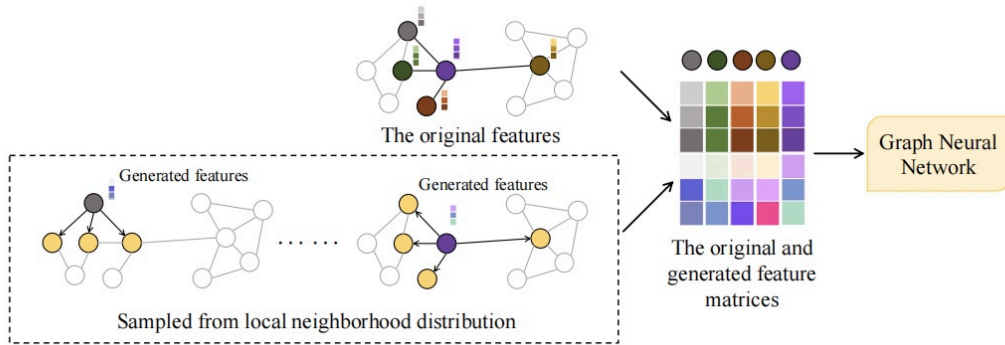 The original features
Generated features
Generated features
Sampled from local neighborhood distribution
The original and
generated feature
matrices
Graph Neural
Network